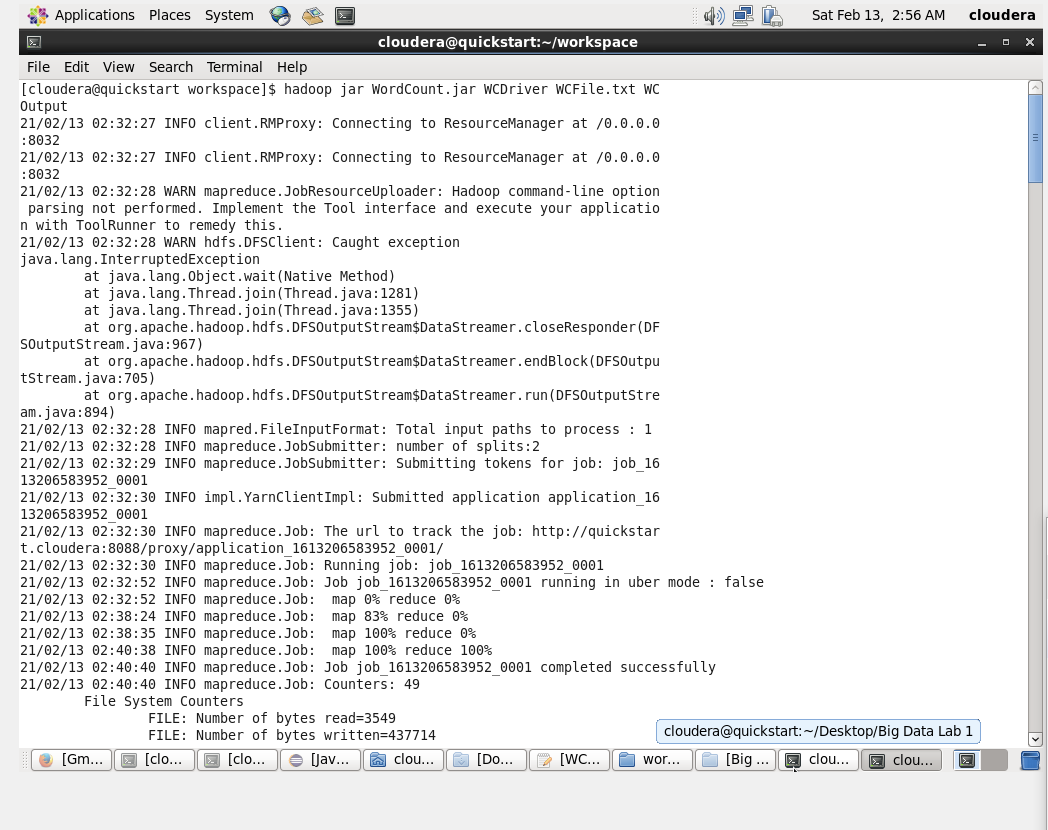 Applications Places System Sat Feb 13, 2:56 AM cloudera
cloudera@quickstart:~/workspace
File Edit View Search Terminal Help
[cloudera@quickstart workspace]$ hadoop jar WordCount.jar WCDriver WCFile.txt WC
Output
21/02/13 02:32:27 INFO client.RMProxy: Connecting to ResourceManager at /0.0.0.0
:8032
21/02/13 02:32:27 INFO client.RMProxy: Connecting to ResourceManager at /0.0.0.0
:8032
21/02/13 02:32:28 WARN mapreduce.JobResourceUploader: Hadoop command-line option
 parsing not performed. Implement the Tool interface and execute your applicatio
n with ToolRunner to remedy this.
21/02/13 02:32:28 WARN hdfs.DFSClient: Caught exception
java.lang.InterruptedException
        at java.lang.Object.wait(Native Method)
        at java.lang.Thread.join(Thread.java:1281)
        at java.lang.Thread.join(Thread.java:1355)
        at org.apache.hadoop.hdfs.DFSOutputStream$DataStreamer.closeResponder(DF
SOutputStream.java:967)
        at org.apache.hadoop.hdfs.DFSOutputStream$DataStreamer.endBlock(DFSOutpu
tStream.java:705)
        at org.apache.hadoop.hdfs.DFSOutputStream$DataStreamer.run(DFSOutputStre
am.java:894)
21/02/13 02:32:28 INFO mapred.FileInputFormat: Total input paths to process : 1
21/02/13 02:32:28 INFO mapreduce.JobSubmitter: number of splits:2
21/02/13 02:32:29 INFO mapreduce.JobSubmitter: Submitting tokens for job: job_16
13206583952_0001
21/02/13 02:32:30 INFO impl.YarnClientImpl: Submitted application application_16
13206583952_0001
21/02/13 02:32:30 INFO mapreduce.Job: The url to track the job: http://quickstar
t.cloudera:8088/proxy/application_1613206583952_0001/
21/02/13 02:32:30 INFO mapreduce.Job: Running job: job_1613206583952_0001
21/02/13 02:32:52 INFO mapreduce.Job: Job job_1613206583952_0001 running in uber mode : false
21/02/13 02:32:52 INFO mapreduce.Job:  map 0% reduce 0%
21/02/13 02:38:24 INFO mapreduce.Job:  map 83% reduce 0%
21/02/13 02:38:35 INFO mapreduce.Job:  map 100% reduce 0%
21/02/13 02:40:38 INFO mapreduce.Job:  map 100% reduce 100%
21/02/13 02:40:40 INFO mapreduce.Job: Job job_1613206583952_0001 completed successfully
21/02/13 02:40:40 INFO mapreduce.Job: Counters: 49
        File System Counters
                FILE: Number of bytes read=3549
                FILE: Number of bytes written=437714
cloudera@quickstart:~/Desktop/Big Data Lab 1
[Gm... [clo... [clo... [Jav... clou... [Do... [WC... wor... [Big ... clou... clou...